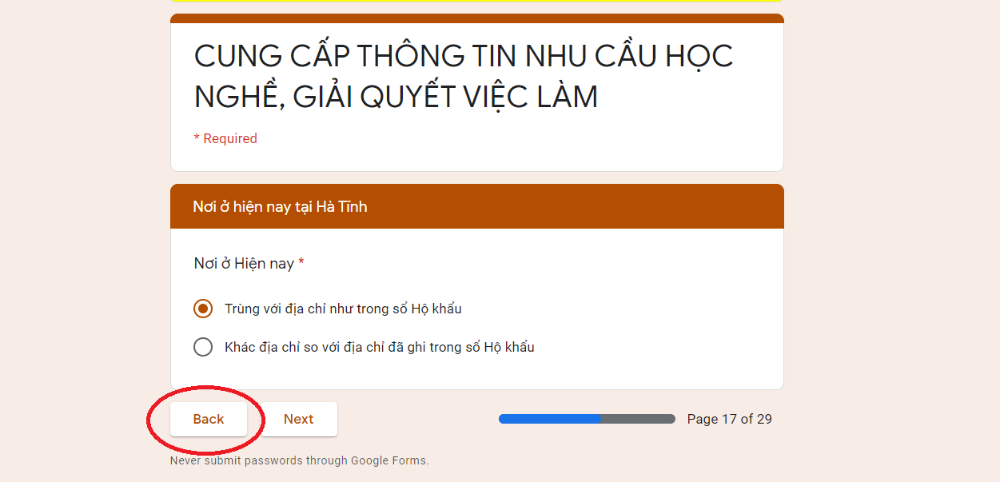 CUNG CẤP THÔNG TIN NHU CẦU HỌC
NGHỀ, GIẢI QUYẾT VIỆC LÀM
* Required
Nơi ở hiện nay tại Hà Tĩnh
Nơi ở Hiện nay *
Trùng với địa chỉ như trong sổ Hộ khẩu
Khác địa chỉ so với địa chỉ đã ghi trong sổ Hộ khẩu
Back
Next
Page 17 of 29
Never submit passwords through Google Forms.